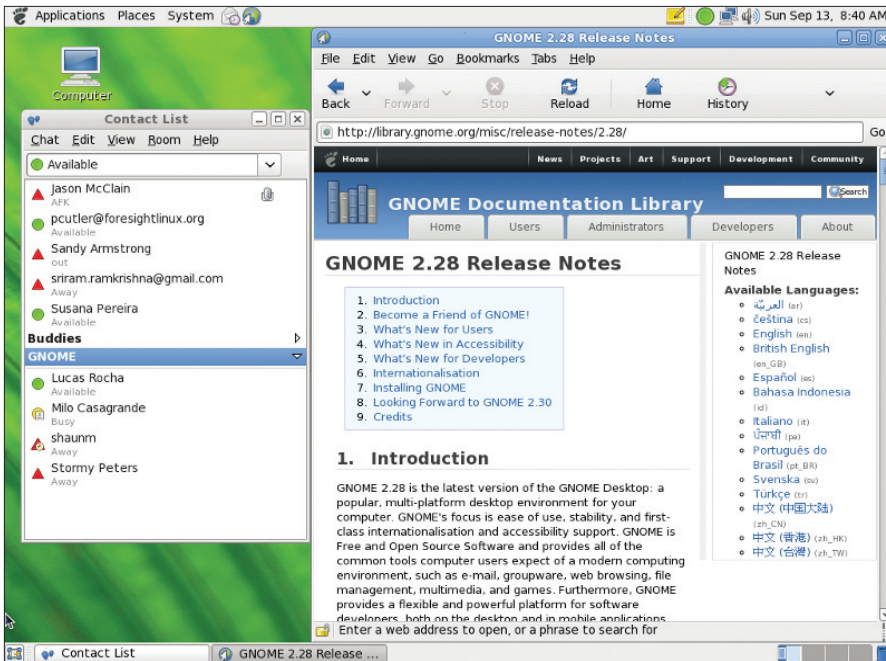 Applications Places System
Sun Sep 13, 8:40 AM
Computer
Contact List
Chat Edit View Room Help
Available
Jason McClain
AFK
pcutler@foresightlinux.org
Available
Sandy Armstrong
out
sriram.ramkrishna@gmail.com
Away
Susana Pereira
Available
Buddies
GNOME
Lucas Rocha
Available
Milo Casagrande
Busy
shaunm
Away
Stormy Peters
Away
GNOME 2.28 Release Notes
File Edit View Go Bookmarks Tabs Help
Back Forward Stop Reload Home History
http://library.gnome.org/misc/release-notes/2.28/
Go
Home News Projects Art Support Development Community
Search
GNOME Documentation Library
Home Users Administrators Developers About
GNOME 2.28 Release Notes
1. Introduction
2. Become a Friend of GNOME!
3. What's New for Users
4. What's New in Accessibility
5. What's New for Developers
6. Internationalisation
7. Installing GNOME
8. Looking Forward to GNOME 2.30
9. Credits
1. Introduction
GNOME 2.28 is the latest version of the GNOME Desktop: a
popular, multi-platform desktop environment for your
computer. GNOME's focus is ease of use, stability, and first-
class internationalisation and accessibility support. GNOME is
Free and Open Source Software and provides all of the
common tools computer users expect of a modern computing
environment, such as e-mail, groupware, web browsing, file
management, multimedia, and games. Furthermore, GNOME
provides a flexible and powerful platform for software
developers, both on the desktop and in mobile applications
GNOME 2.28 Release
Notes
Available Languages:
العربيّة (ar)
čeština (cs)
English (en)
British English
(en_GB)
Español (es)
Bahasa Indonesia
(id)
Italiano (it)
ਪੰਜਾਬੀ (pa)
Português do
Brasil (pt_BR)
Svenska (sv)
Türkçe (tr)
中文 (中国大陆)
(zh_CN)
中文 (香港) (zh_HK)
中文 (台灣) (zh_TW)
Enter a web address to open, or a phrase to search for
Contact List
GNOME 2.28 Release ...